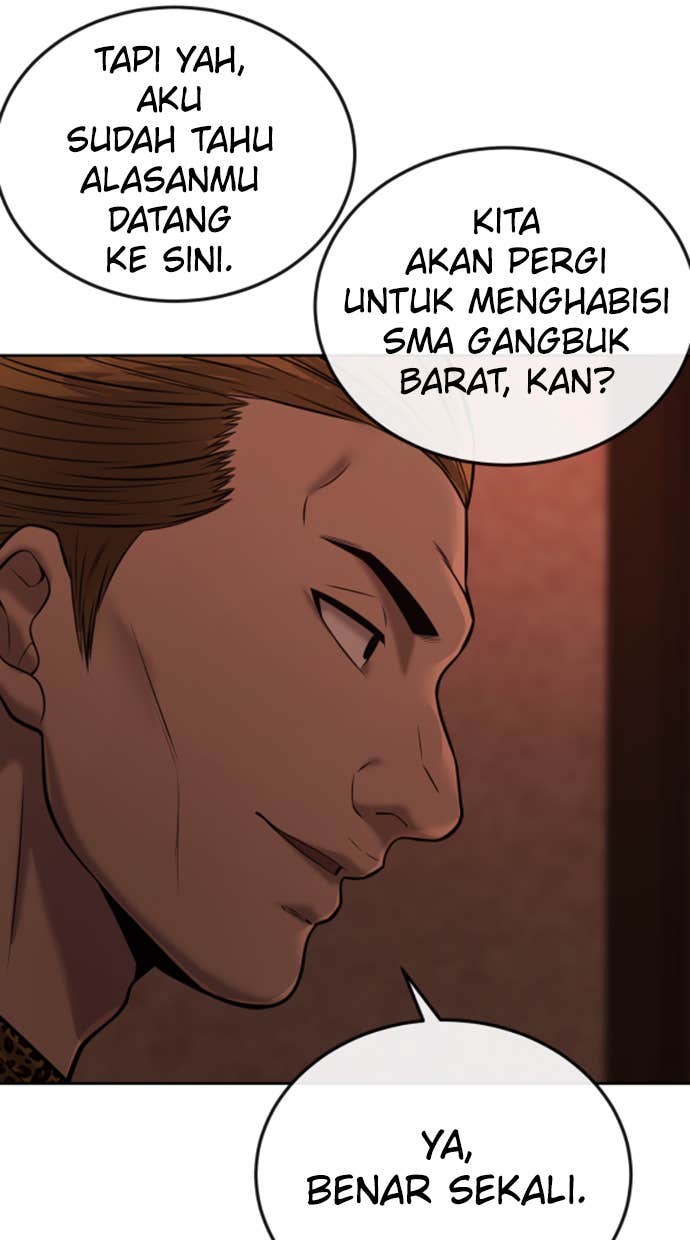 TAPI YAH,
AKU
SUDAH TAHU
ALASANMU
DATANG
KE SINI.
KITA
AKAN PERGI
UNTUK MENGHABISI
SMA GANGBUK
BARAT, KAN?
YA,
BENAR SEKALI.